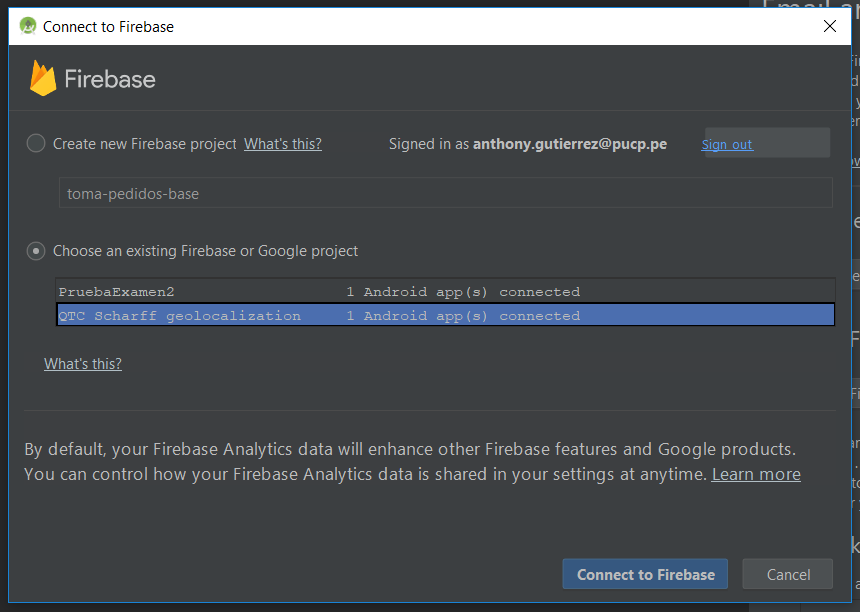 Connect to Firebase
Firebase
Create new Firebase project What's this? Signed in as anthony.gutierrez@pucp.pe Sign out
toma-pedidos-base
Choose an existing Firebase or Google project
PruebaExamen2 1 Android app(s) connected
QTC Scharff geolocalization 1 Android app(s) connected
What's this?
By default, your Firebase Analytics data will enhance other Firebase features and Google products.
You can control how your Firebase Analytics data is shared in your settings at anytime. Learn more
Connect to Firebase Cancel